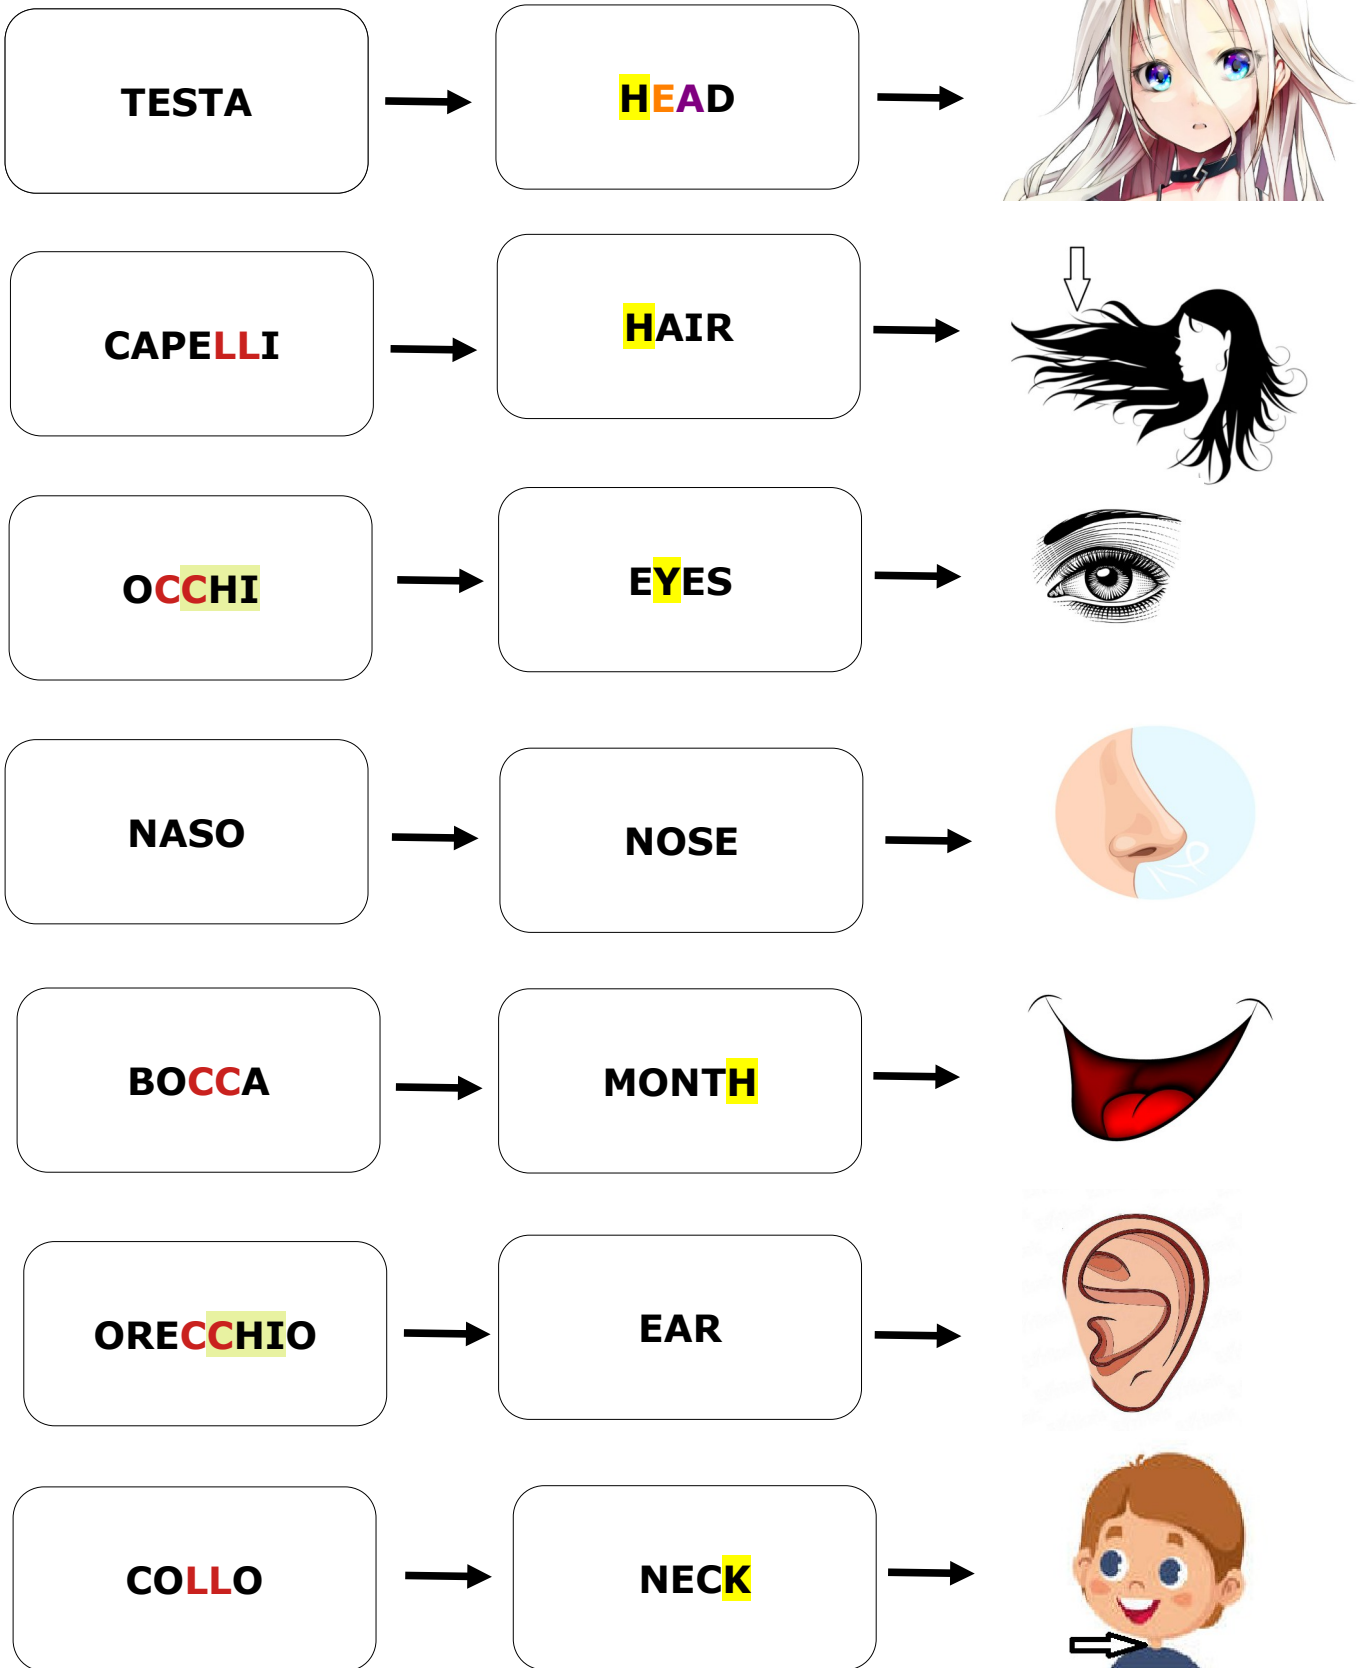 TESTA
HEAD
CAPELLI
HAIR
OCCHI
EYES
NASO
NOSE
BOCCA
MONTH
ORECCHIO
EAR
COLLO
NECK